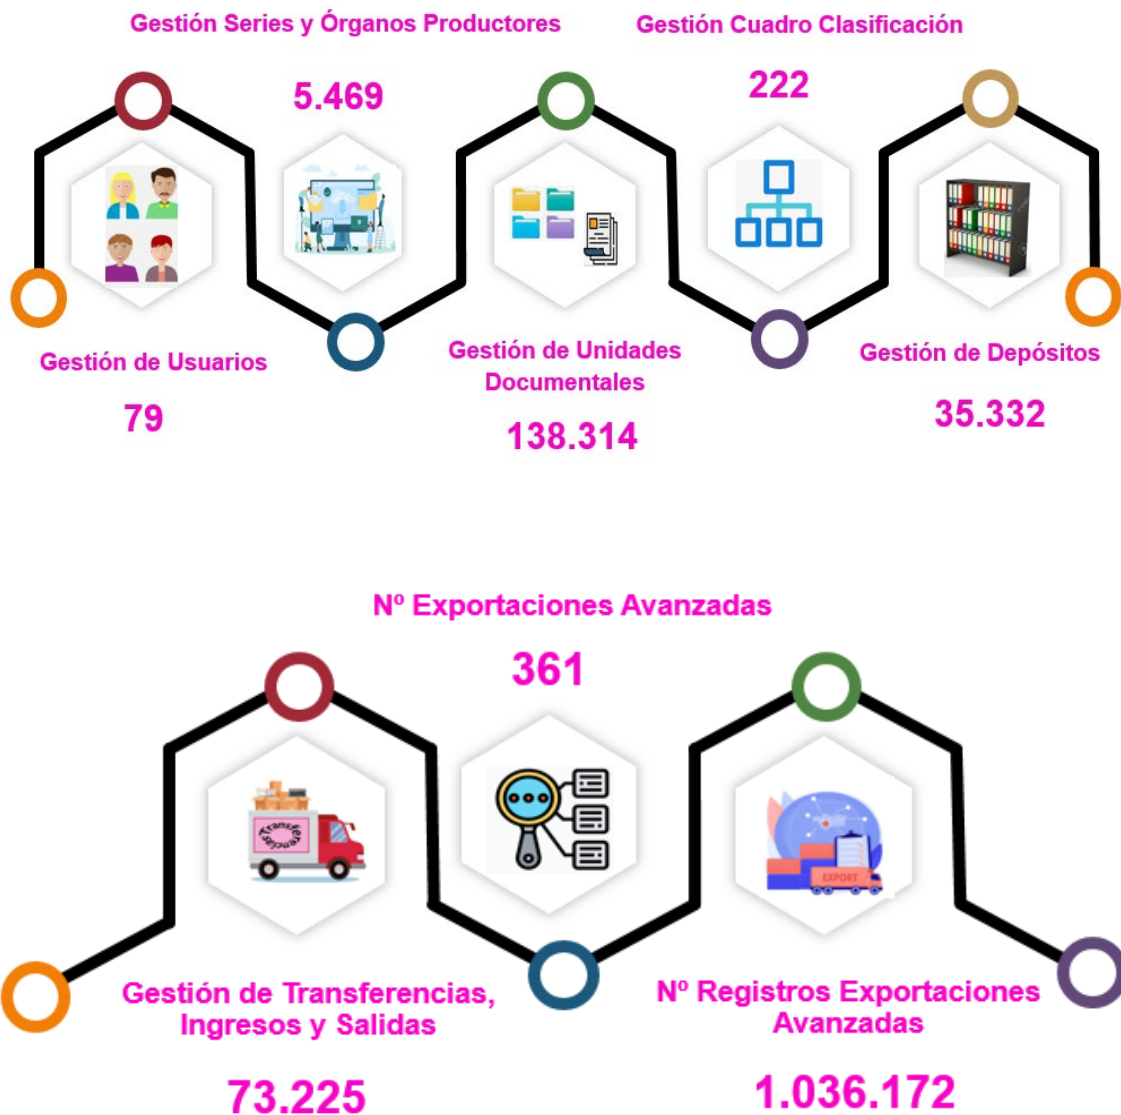 Gestión Series y Órganos Productores
5.469
Gestión Cuadro Clasificación
222
Gestión de Usuarios
79
Gestión de Unidades
Documentales
138.314
Gestión de Depósitos
35.332
Nº Exportaciones Avanzadas
361
Transferencias
EXPORT
Gestión de Transferencias,
Ingresos y Salidas
73.225
Nº Registros Exportaciones
Avanzadas
1.036.172